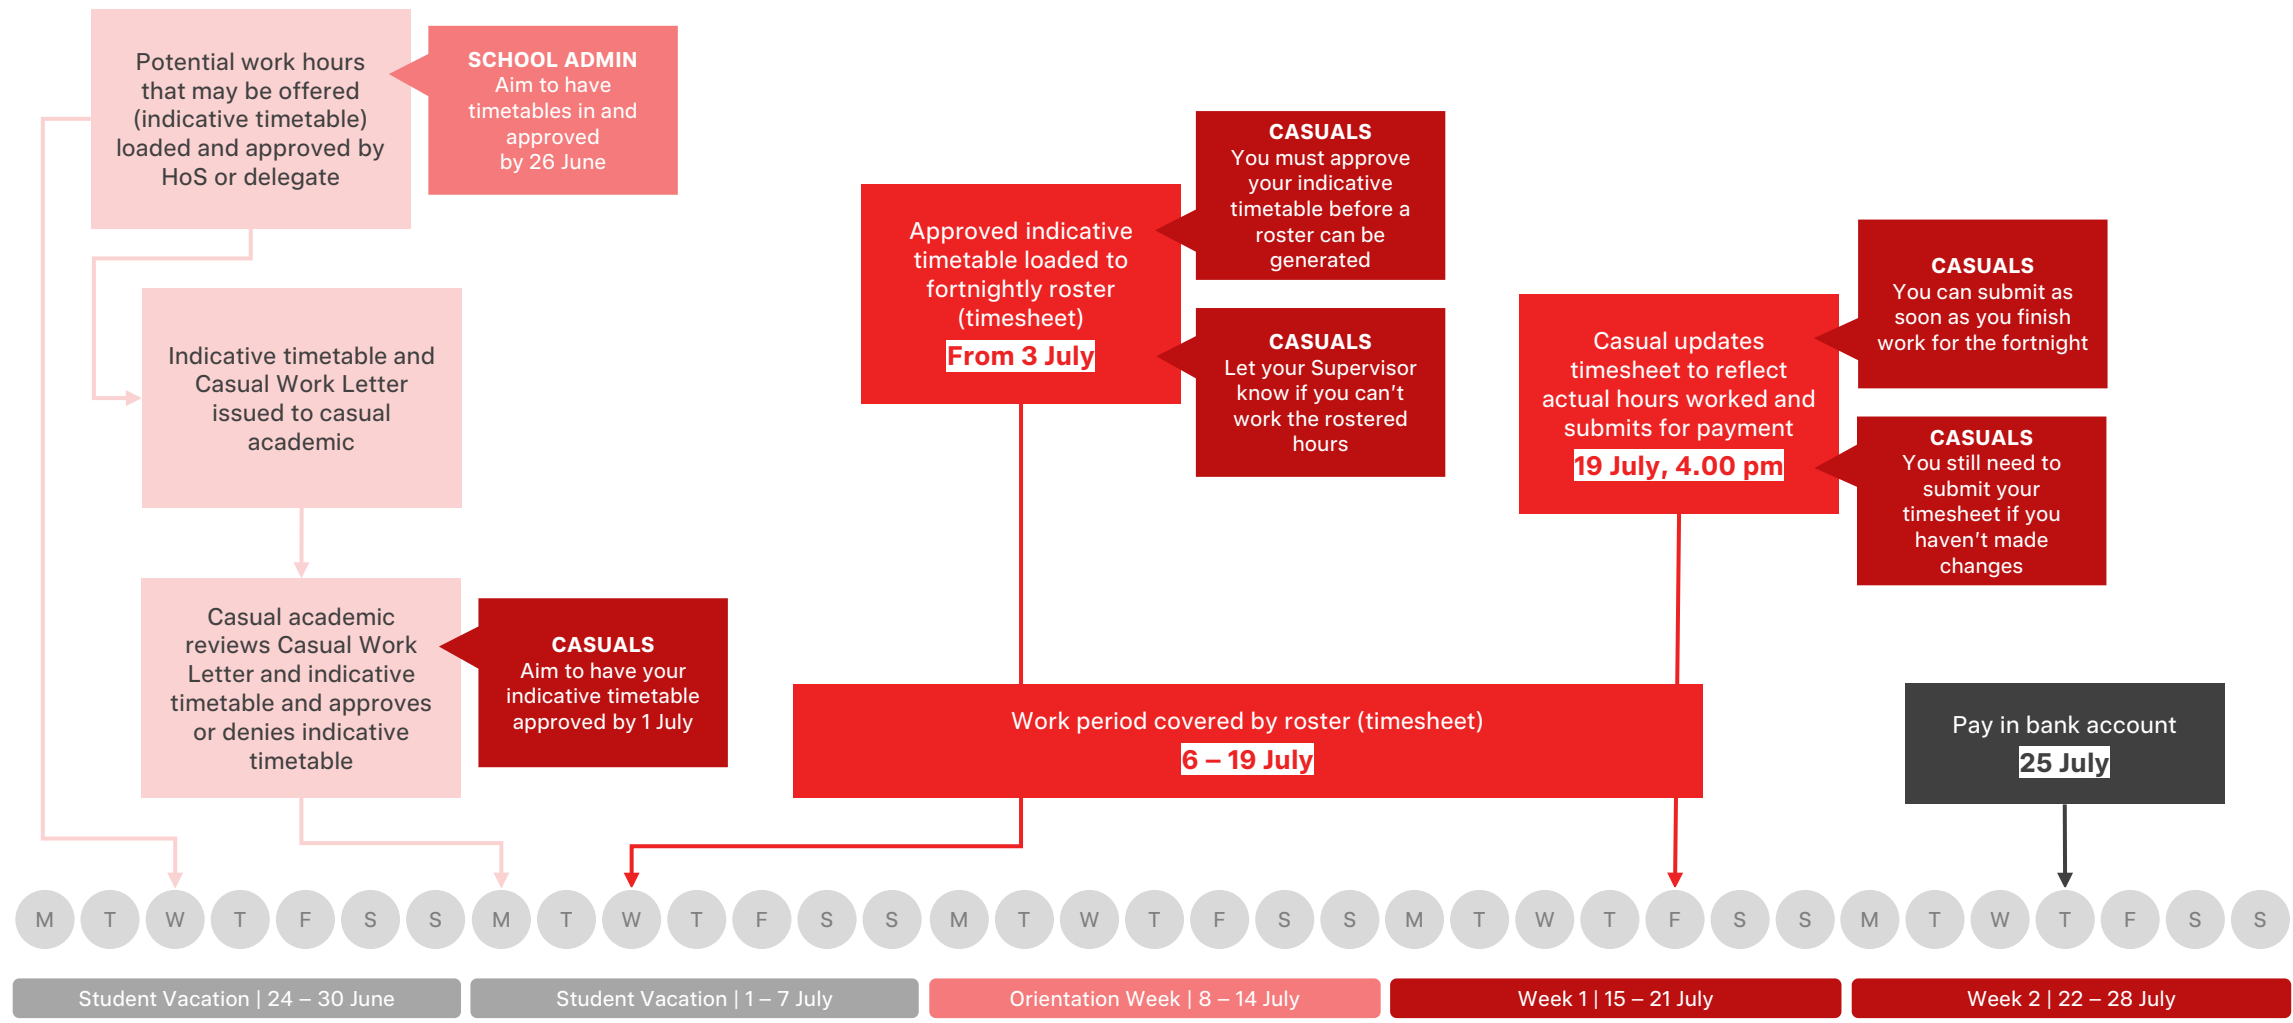 Potential work hours
that may be offered
(indicative timetable)
loaded and approved by
HoS or delegate
SCHOOL ADMIN
Aim to have
timetables in and
approved
by 26 June
Indicative timetable and
Casual Work Letter
issued to casual
academic
Casual academic
reviews Casual Work
Letter and indicative
timetable and approves
or denies indicative
timetable
CASUALS
Aim to have your
indicative timetable
approved by 1 July
Approved indicative
timetable loaded to
fortnightly roster
(timesheet)
From 3 July
CASUALS
You must approve
your indicative
timetable before a
roster can be
generated
CASUALS
Let your Supervisor
know if you can't
work the rostered
hours
Casual updates
timesheet to reflect
actual hours worked and
submits for payment
19 July, 4.00 pm
CASUALS
You can submit as
soon as you finish
work for the fortnight
CASUALS
You still need to
submit your
timesheet if you
haven't made
changes
Work period covered by roster (timesheet)
6 – 19 July
Pay in bank account
25 July
M T W T F S S M T W T F S S M T W T F S S M T W T F S S M T W T F S S
Student Vacation | 24 – 30 June
Student Vacation | 1 – 7 July
Orientation Week | 8 – 14 July
Week 1 | 15 – 21 July
Week 2 | 22 – 28 July